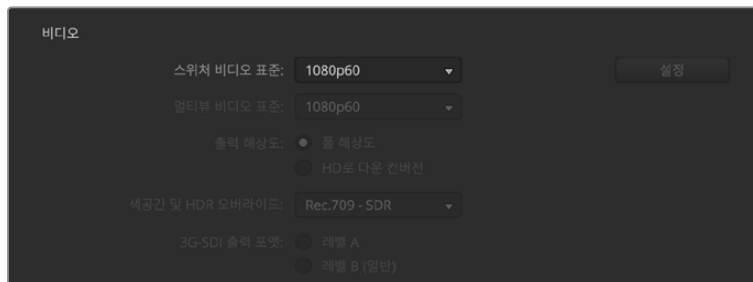 비디오
스위처 비디오 표준: 1080p60 설정
멀티뷰 비디오 표준: 1080p60
출력 해상도: 풀 해상도
HD로 다운 컨버전
색공간 및 HDR 오버라이드: Rec.709 - SDR
3G-SDI 출력 포맷: 레벨 A
레벨 B (일반)